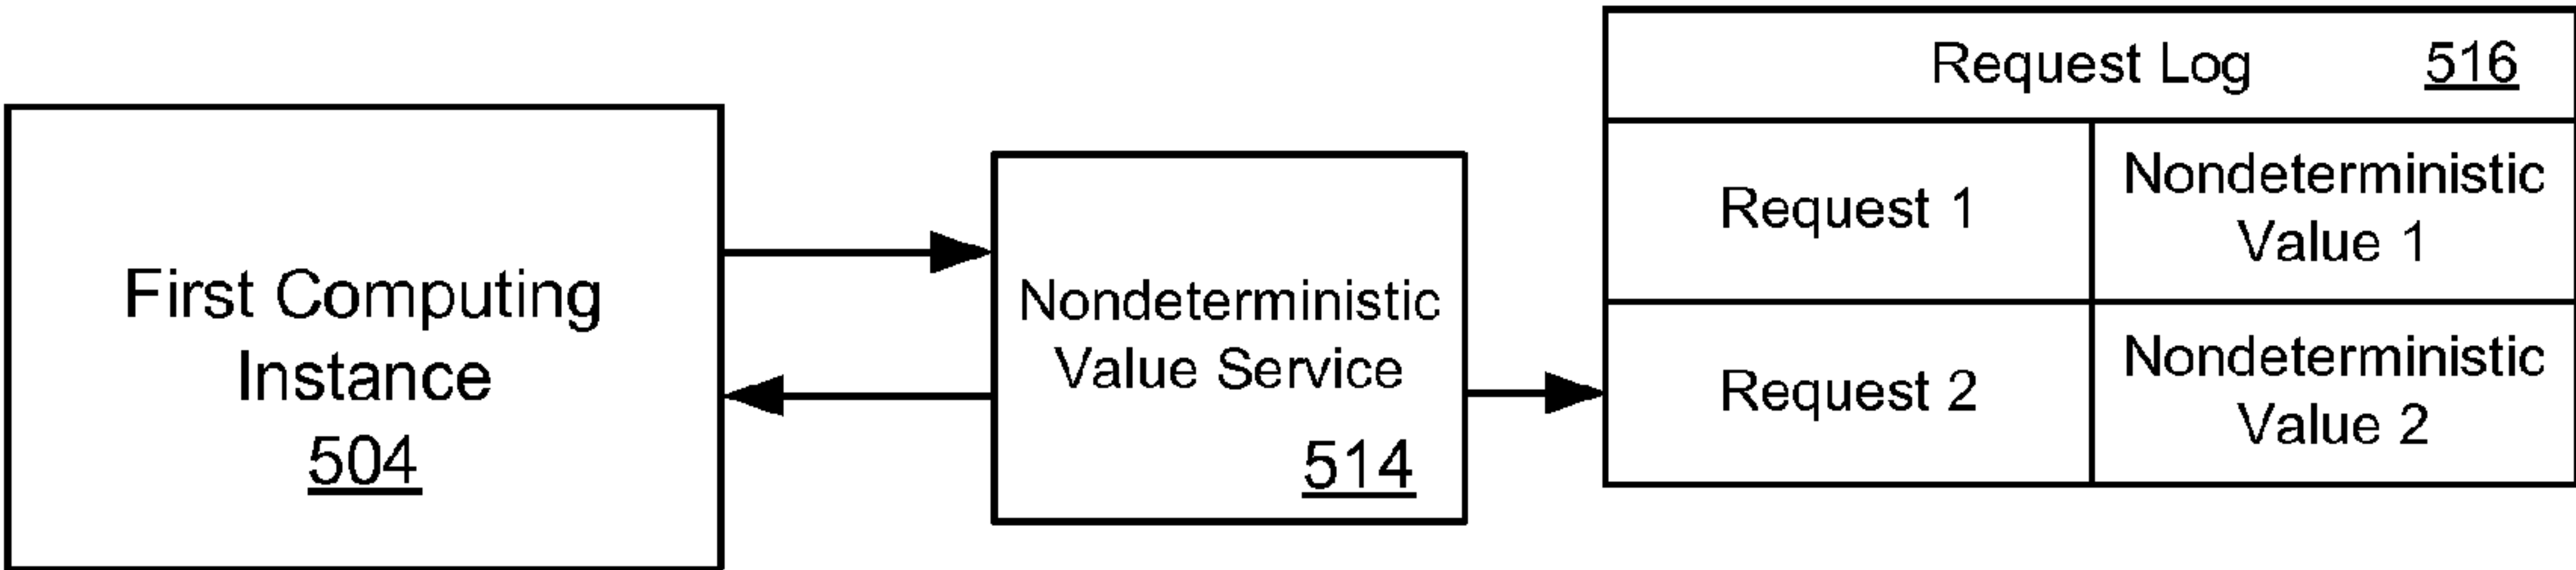 First Computing
Instance
504
Nondeterministic
Value Service
514
Request Log 516
Request 1
Nondeterministic
Value 1
Request 2
Nondeterministic
Value 2